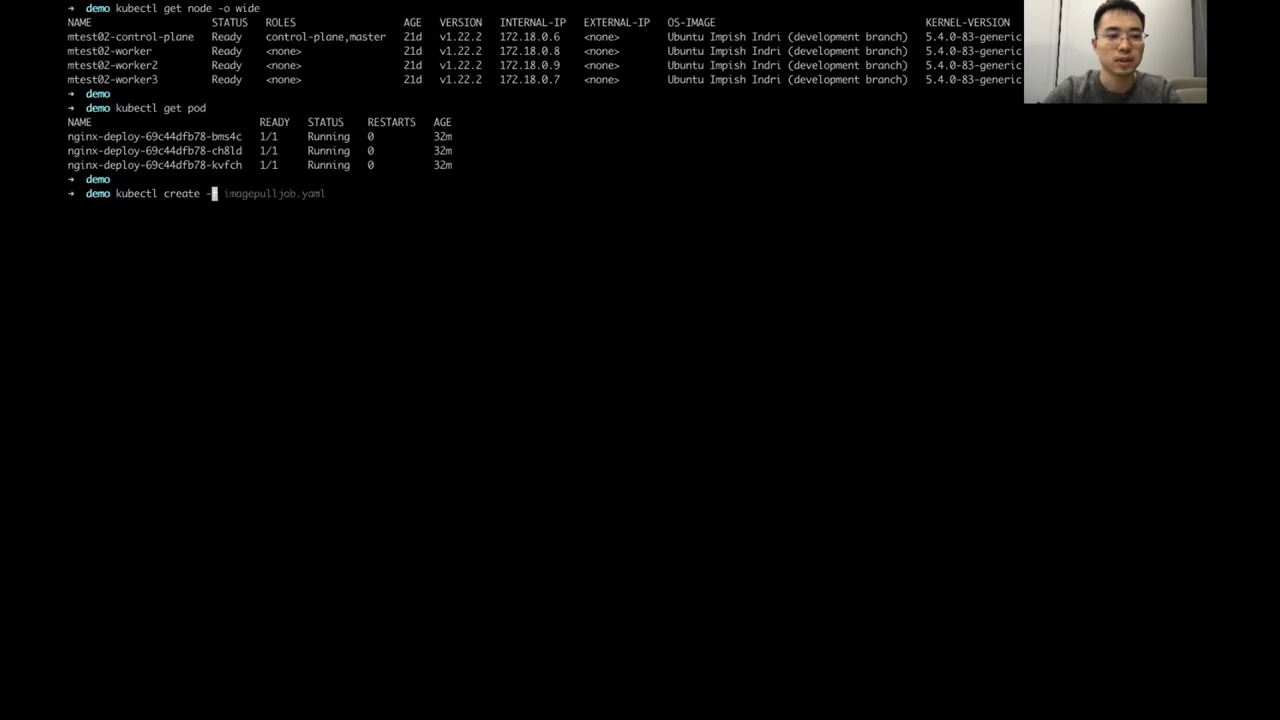 ➜  demo kubectl get node -o wide
NAME                   STATUS   ROLES                  AGE   VERSION   INTERNAL-IP   EXTERNAL-IP   OS-IMAGE                                     KERNEL-VERSION
mtest02-control-plane   Ready    control-plane,master   21d   v1.22.2   172.18.0.6    <none>        Ubuntu Impish Indri (development branch)   5.4.0-83-generic
mtest02-worker          Ready    <none>                 21d   v1.22.2   172.18.0.8    <none>        Ubuntu Impish Indri (development branch)   5.4.0-83-generic
mtest02-worker2         Ready    <none>                 21d   v1.22.2   172.18.0.9    <none>        Ubuntu Impish Indri (development branch)   5.4.0-83-generic
mtest02-worker3         Ready    <none>                 21d   v1.22.2   172.18.0.7    <none>        Ubuntu Impish Indri (development branch)   5.4.0-83-generic
➜  demo
➜  demo kubectl get pod
NAME                            READY   STATUS    RESTARTS   AGE
nginx-deploy-69c44dfb78-bms4c   1/1     Running   0          32m
nginx-deploy-69c44dfb78-ch8ld   1/1     Running   0          32m
nginx-deploy-69c44dfb78-kvfch   1/1     Running   0          32m
➜  demo
➜  demo kubectl create -f imagepulljob.yaml